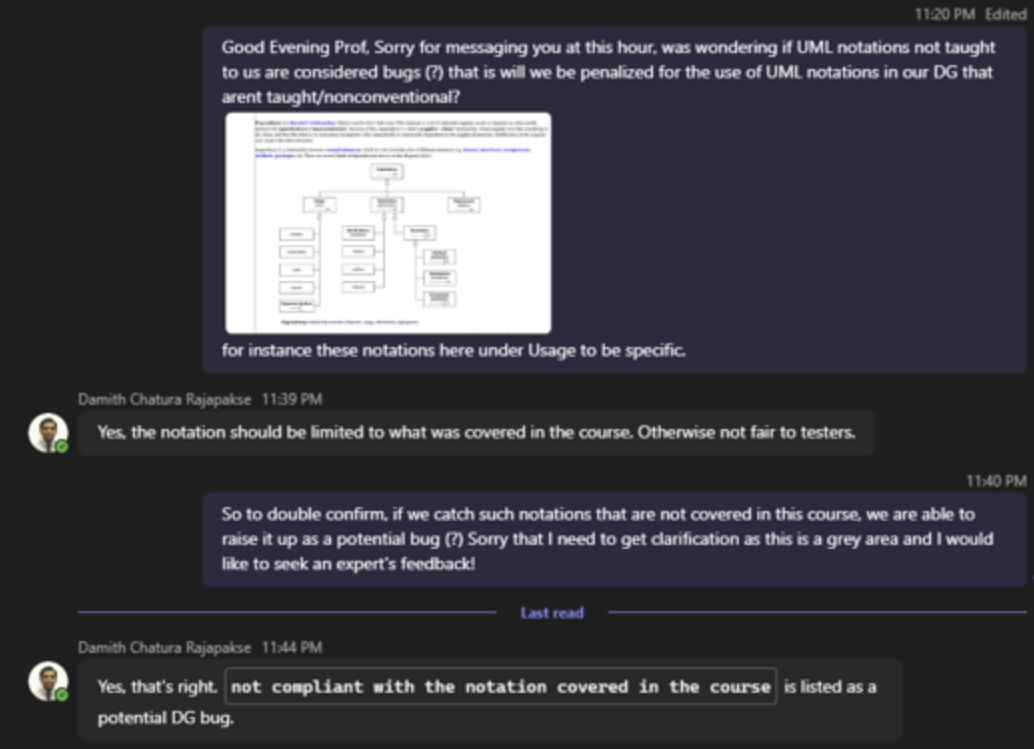 11:20 PM Edited
Good Evening Prof, Sorry for messaging you at this hour, was wondering if UML notations not taught
to us are considered bugs (?) that is will we be penalized for the use of UML notations in our DG that
arent taught/nonconventional?
for instance these notations here under Usage to be specific.
Damith Chatura Rajapakse 11:39 PM
Yes, the notation should be limited to what was covered in the course. Otherwise not fair to testers.
11:40 PM
So to double confirm, if we catch such notations that are not covered in this course, we are able to
raise it up as a potential bug (?) Sorry that I need to get clarification as this is a grey area and I would
like to seek an expert's feedback!
Last read
Damith Chatura Rajapakse 11:44 PM
Yes, that's right. not compliant with the notation covered in the course is listed as a
potential DG bug.